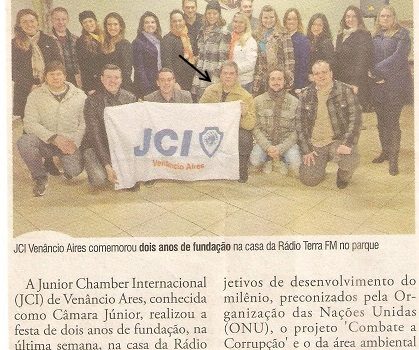 JCI
Venâncio Aires
JCI Venâncio Aires comemorou dois anos de fundação na casa da Rádio Terra FM no parque
A Junior Chamber Internacional
(JCI) de Venâncio Ares, conhecida
como Câmara Júnior, realizou a
festa de dois anos de fundação, na
última semana, na casa da Rádio
jetivos de desenvolvimento do
milênio, preconizados pela Or-
ganização das Nações Unidas
(ONU), o projeto 'Combate a
Corrupção' e o da área ambiental